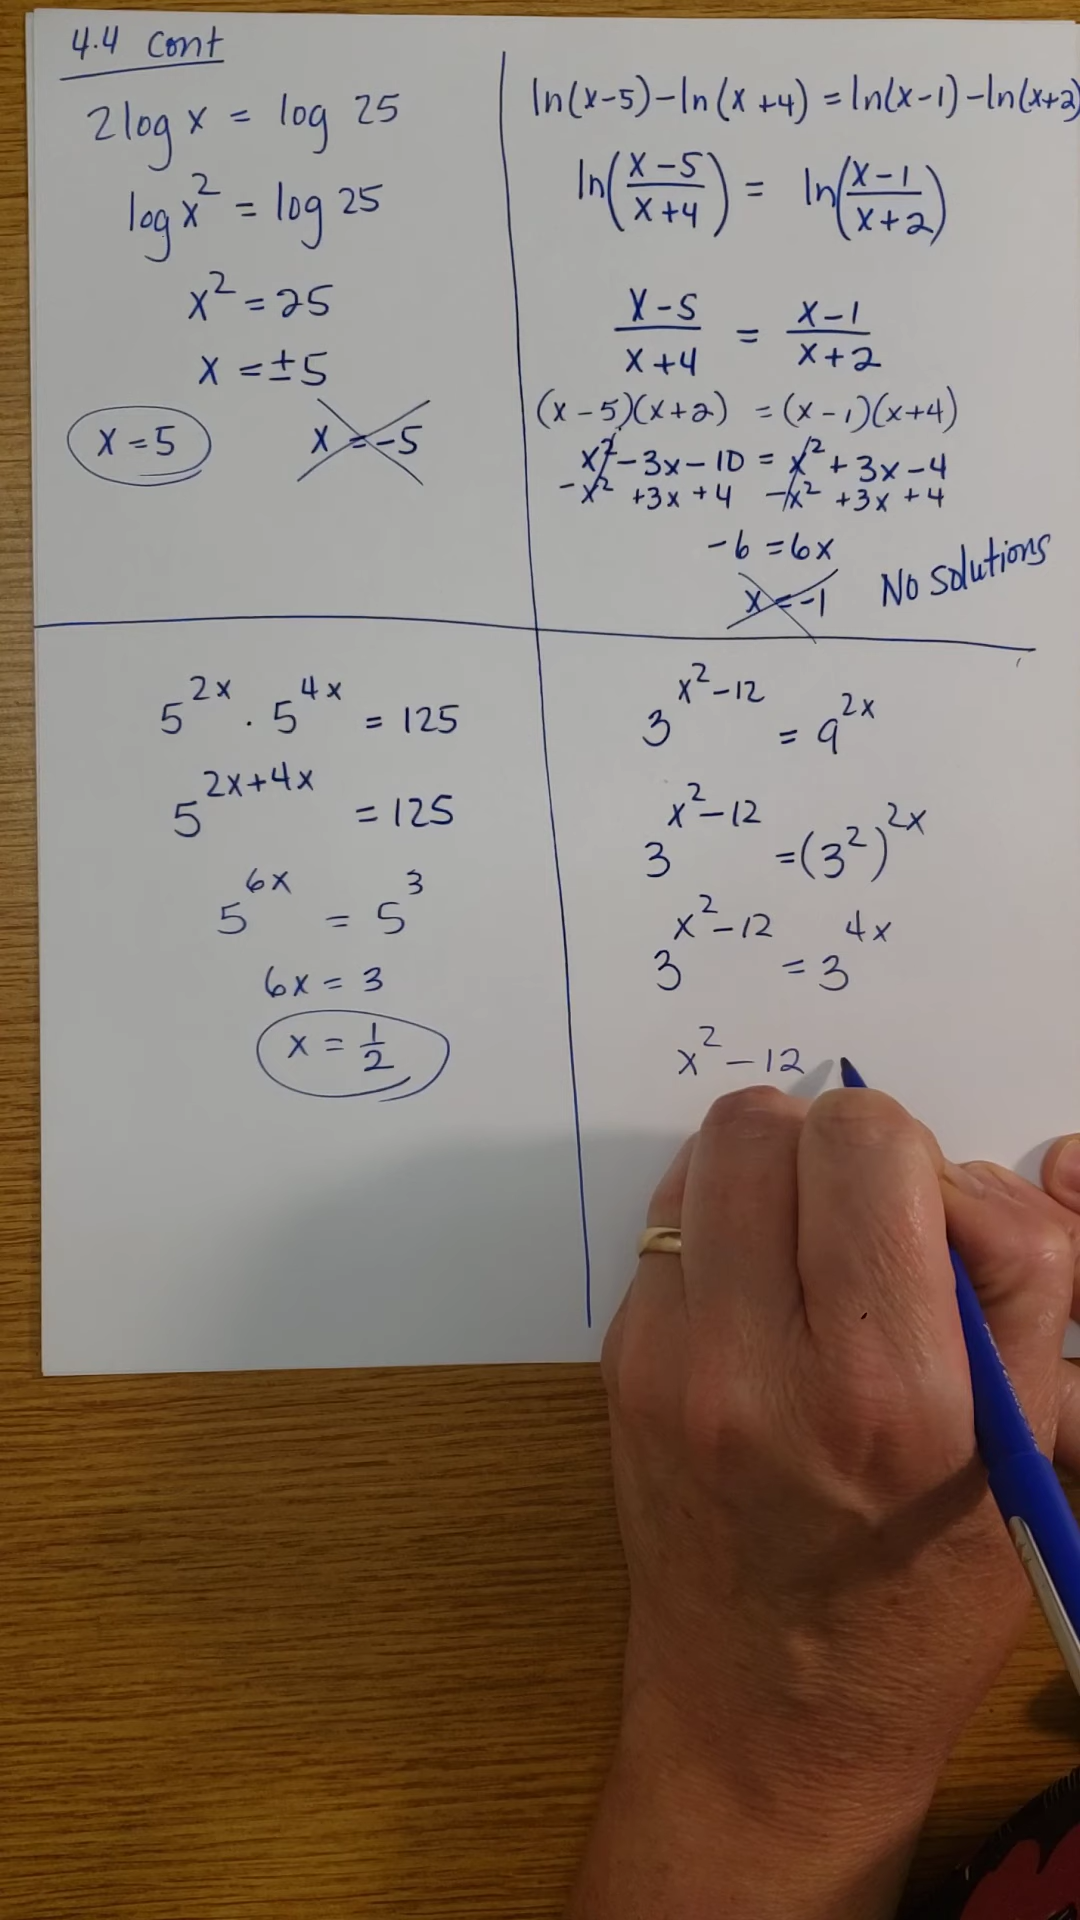 4.4 cont
2log x = log 25
log x² = log 25
x² = 25
x = ±5
x = 5
x = -5
ln(x-5)-ln(x+4) = ln(x-1)-ln(x+2)
ln((x-5)/(x+4)) = ln((x-1)/(x+2))
(x-5)/(x+4) = (x-1)/(x+2)
(x-5)(x+2) = (x-1)(x+4)
x²-3x-10 = x²+3x-4
-x² +3x +4 -x² +3x +4
-6 = 6x
x = -1
No solutions
5^(2x) · 5^(4x) = 125
5^(2x+4x) = 125
5^(6x) = 5³
6x = 3
x = 1/2
3^(x²-12) = 9^(2x)
3^(x²-12) = (3²)^(2x)
3^(x²-12) = 3^(4x)
x²-12